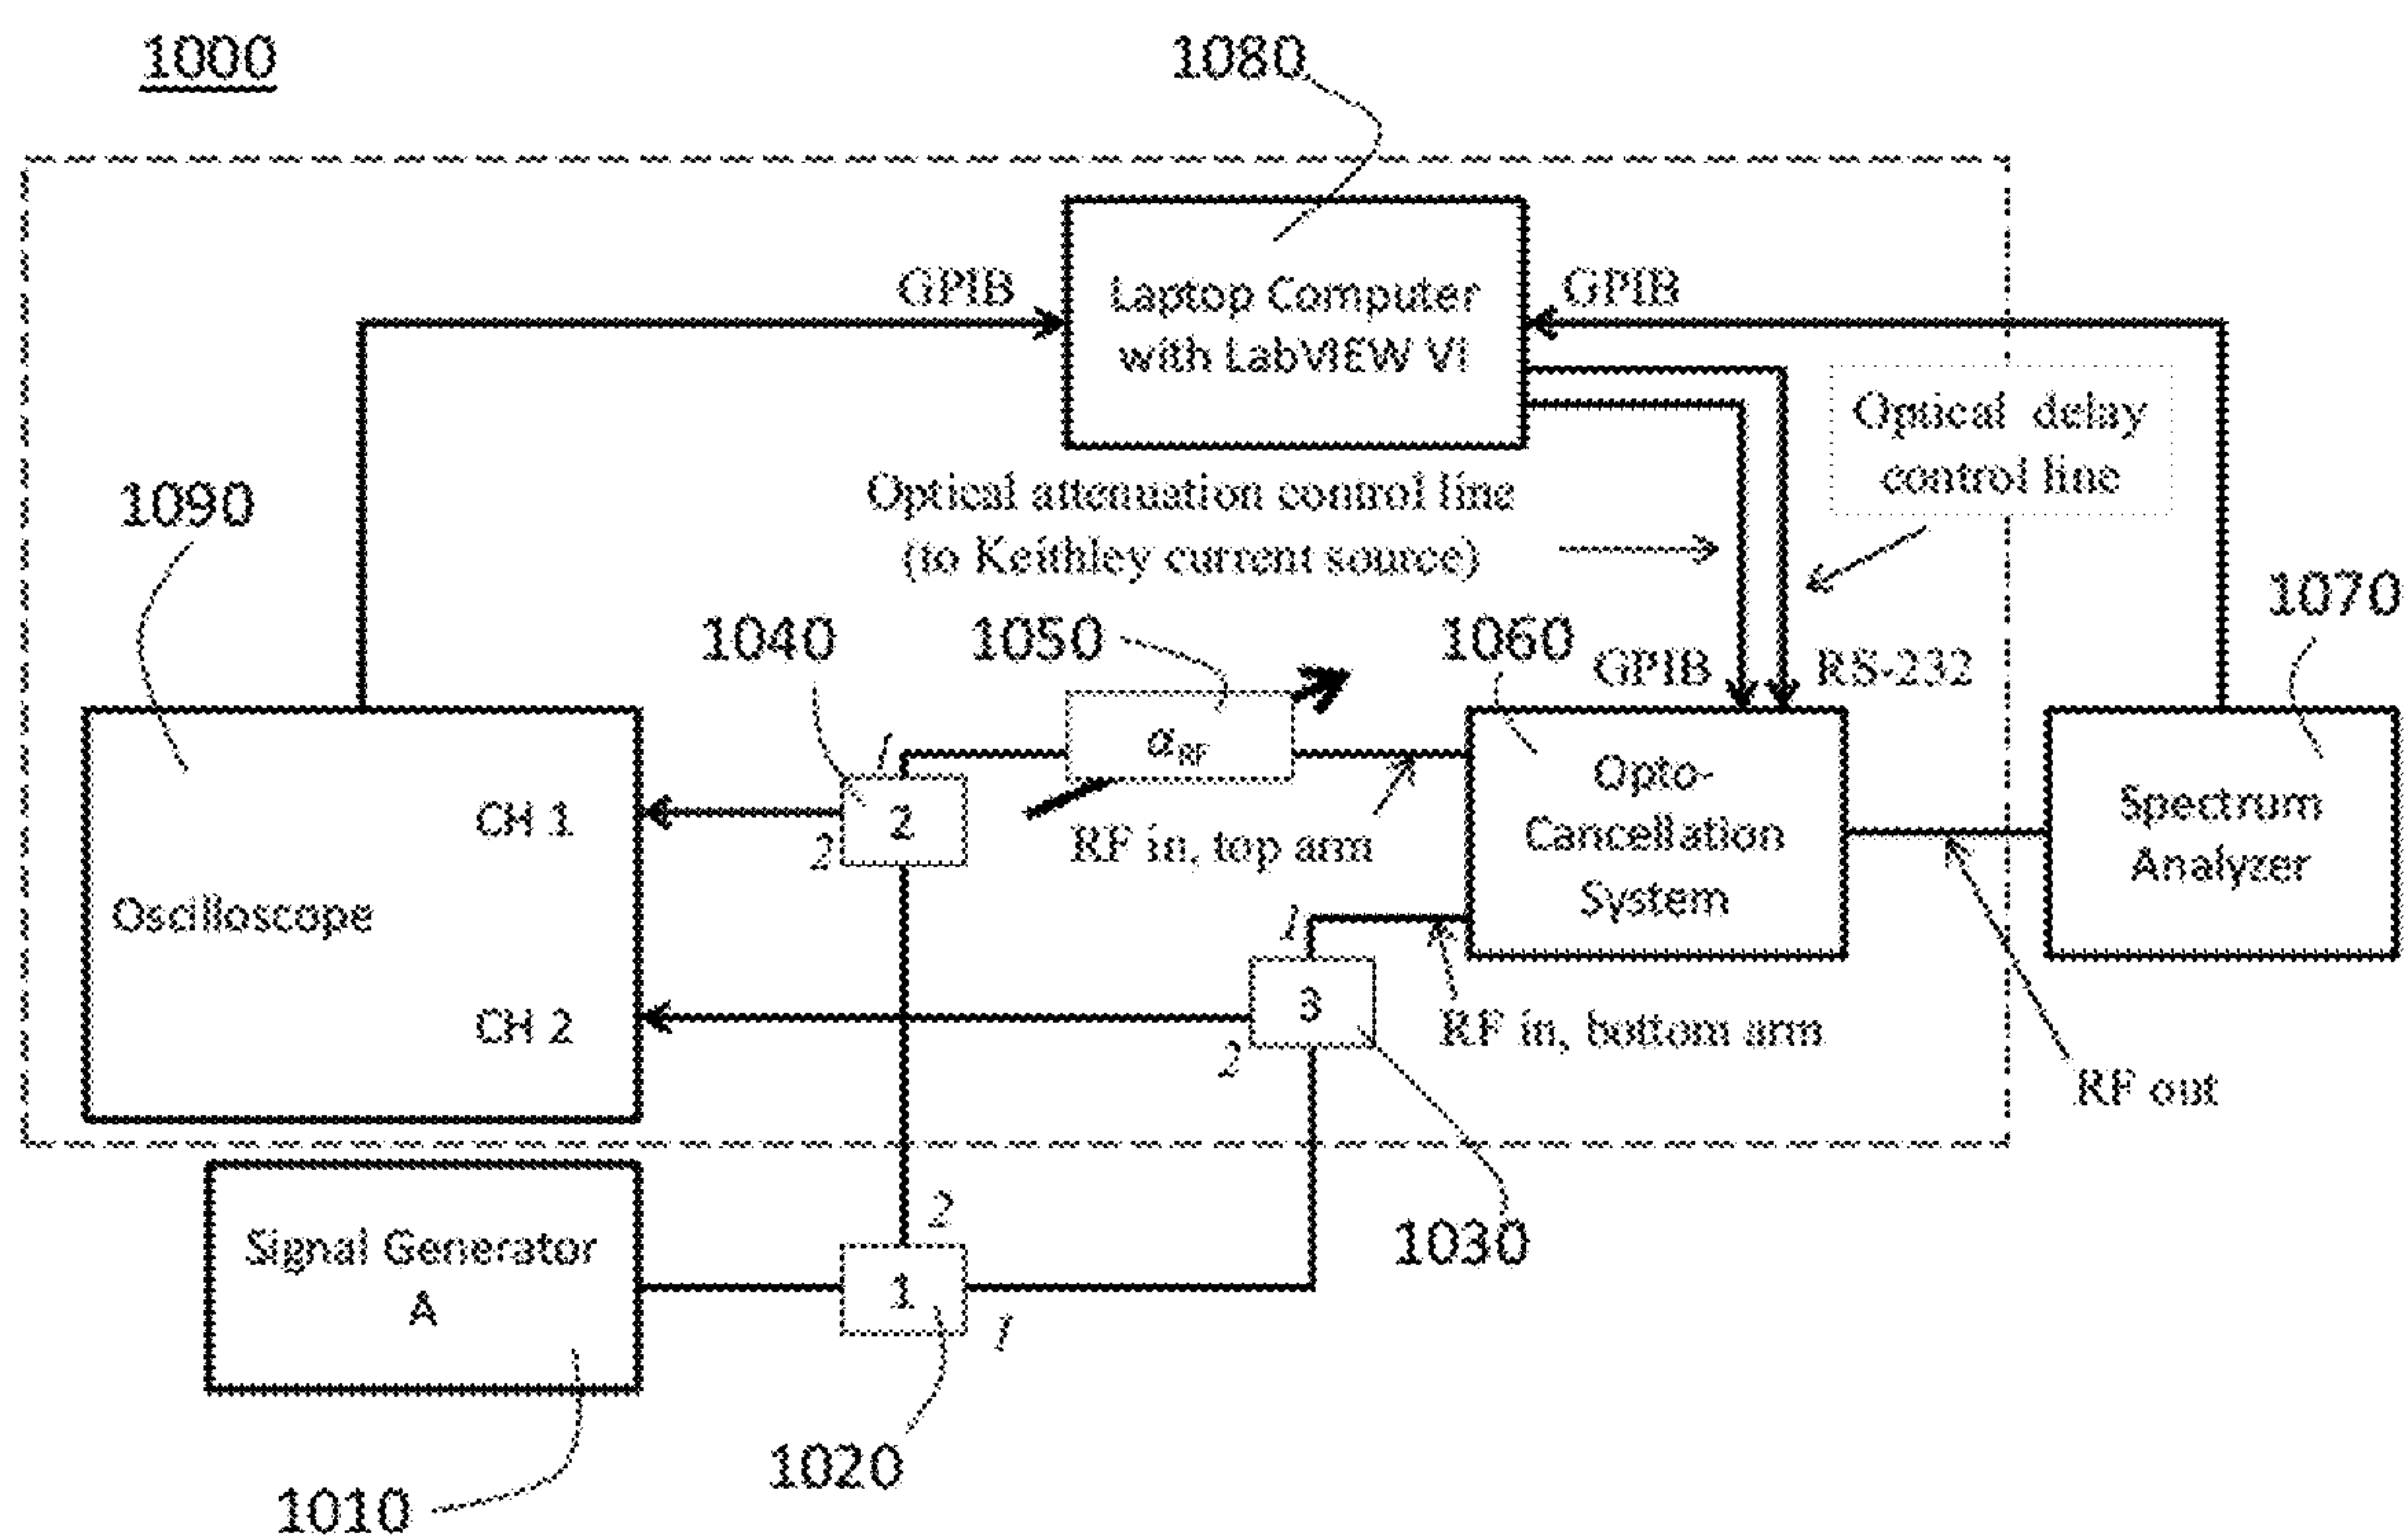 1000
1080
GPIB
Laptop Computer
with LabVIEW VI
GPIB
Optical delay
control line
Optical attenuation control line
(to Keithley current source)
1090
1040
1050
1060
GPIB
RS-232
1070
1
α RF
2
2
CH 1
RF in, top arm
Opto-
Cancellation
System
Spectrum
Analyzer
Oscilloscope
1
3
2
CH 2
RF in, bottom arm
RF out
2
1030
Signal Generator
A
1
1
1020
1010